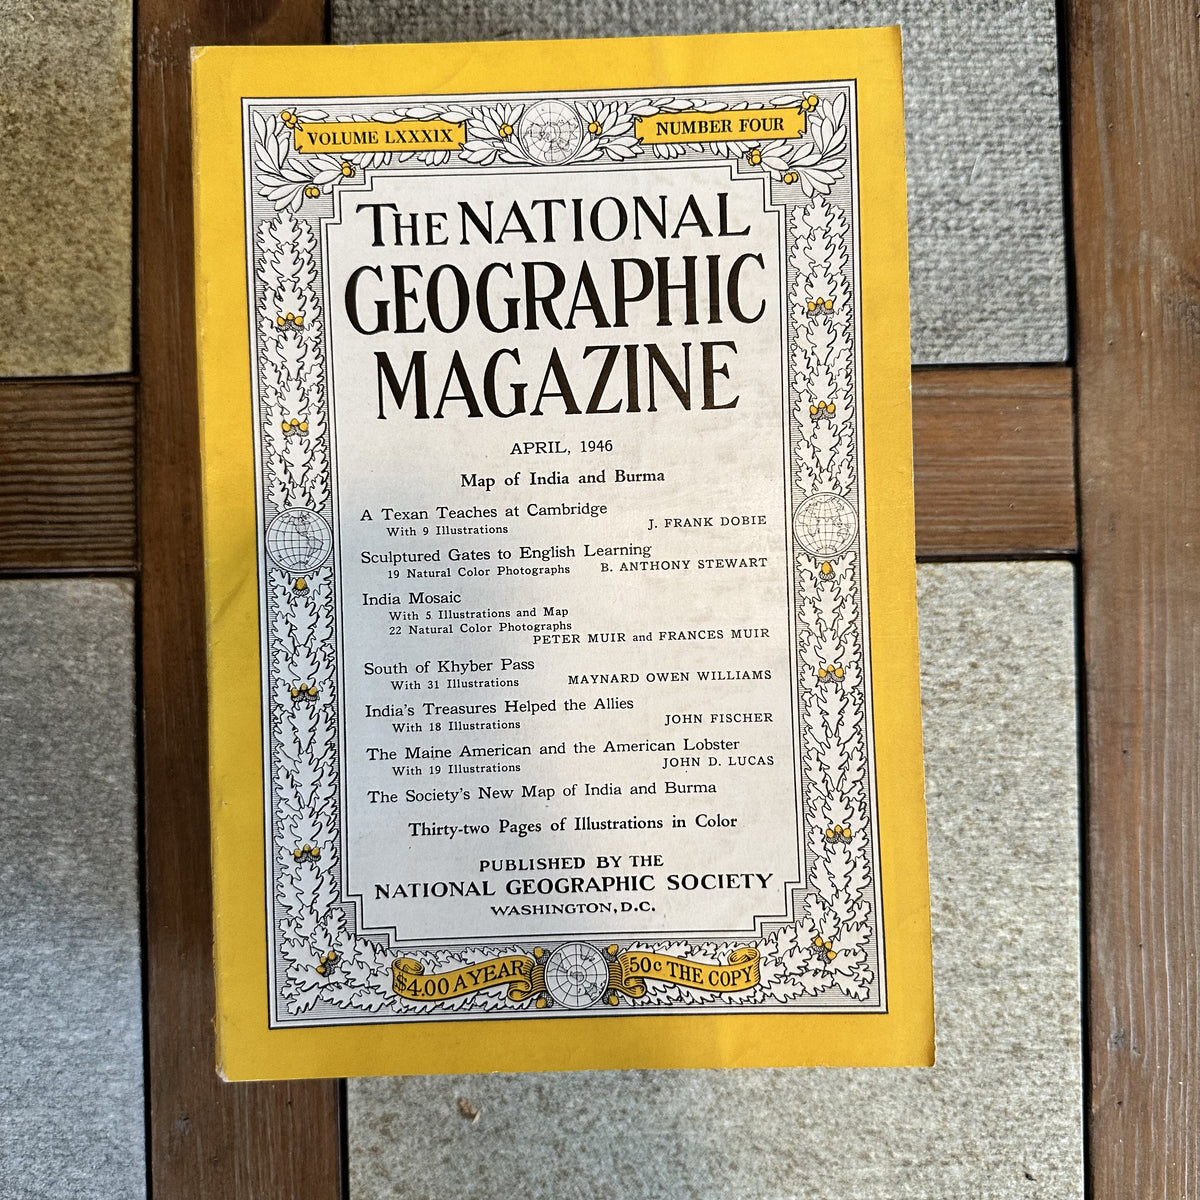 VOLUME LXXXIX
NUMBER FOUR
THE NATIONAL
GEOGRAPHIC
MAGAZINE
APRIL, 1946
Map of India and Burma
A Texan Teaches at Cambridge
With 9 Illustrations
J. FRANK DOBIE
Sculptured Gates to English Learning
19 Natural Color Photographs
B. ANTHONY STEWART
India Mosaic
With 5 Illustrations and Map
22 Natural Color Photographs
PETER MUIR and FRANCES MUIR
South of Khyber Pass
With 31 Illustrations
MAYNARD OWEN WILLIAMS
India's Treasures Helped the Allies
With 18 Illustrations
JOHN FISCHER
The Maine American and the American Lobster
With 19 Illustrations
JOHN D. LUCAS
The Society's New Map of India and Burma
Thirty-two Pages of Illustrations in Color
PUBLISHED BY THE
NATIONAL GEOGRAPHIC SOCIETY
WASHINGTON, D.C.
$4.00 A YEAR
50c THE COPY